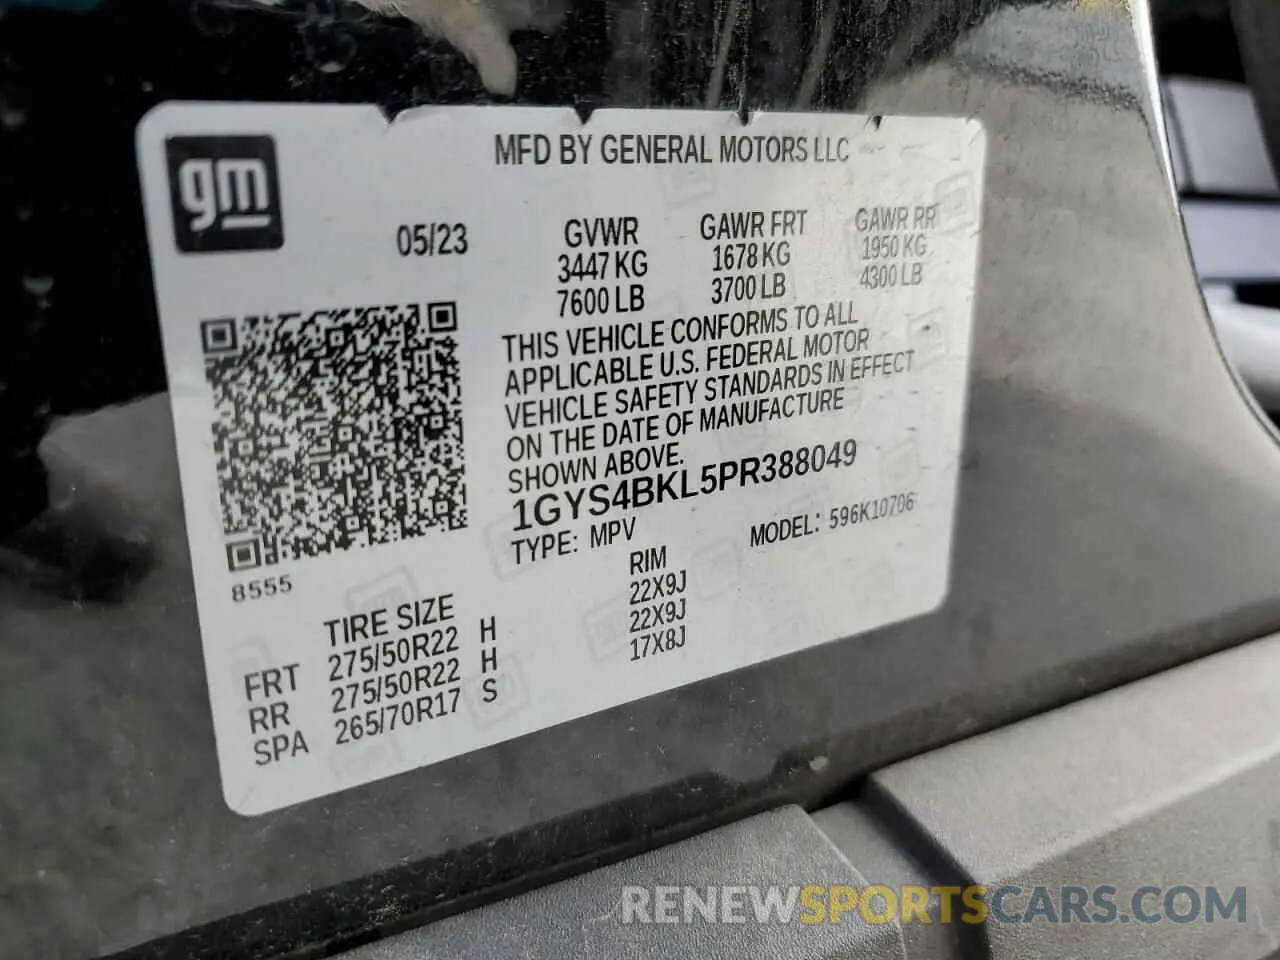 gm
MFD BY GENERAL MOTORS LLC
05/23
GVWR GAWR FRT GAWR RR
3447 KG 1678 KG 1950 KG
7600 LB 3700 LB 4300 LB
THIS VEHICLE CONFORMS TO ALL
APPLICABLE U.S. FEDERAL MOTOR
VEHICLE SAFETY STANDARDS IN EFFECT
ON THE DATE OF MANUFACTURE
SHOWN ABOVE.
1GYS4BKL5PR388049
TYPE: MPV MODEL: 596K10706
8555
TIRE SIZE RIM
FRT 275/50R22 H 22X9J
RR 275/50R22 H 22X9J
SPA 265/70R17 S 17X8J
RENEWSPORTSCARS.COM